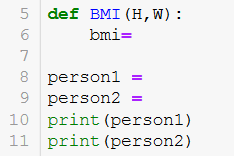 5 def BMI(H,W):
6     bmi=
7
8 person1 =
9 person2 =
10 print(person1)
11 print(person2)